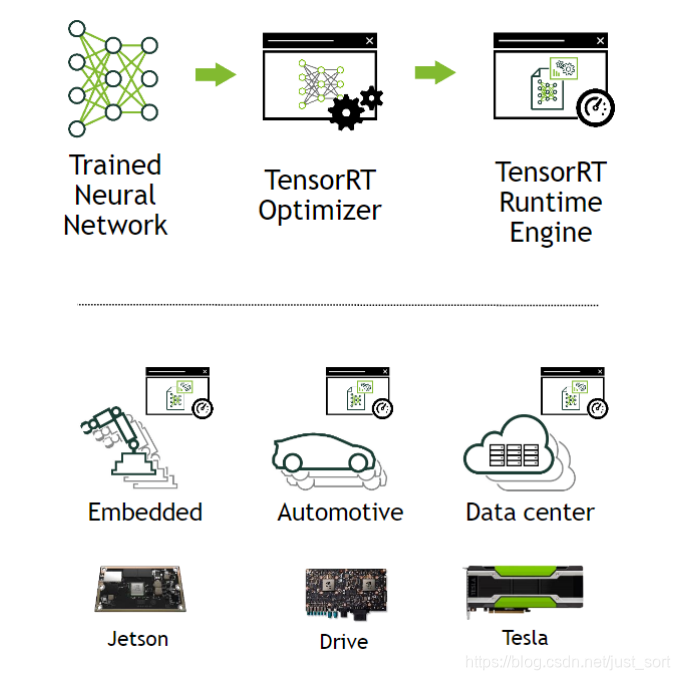 Trained
Neural
Network
TensorRT
Optimizer
TensorRT
Runtime
Engine
Embedded
Automotive
Data center
Jetson
Drive
Tesla
https://blog.csdn.net/just_sort